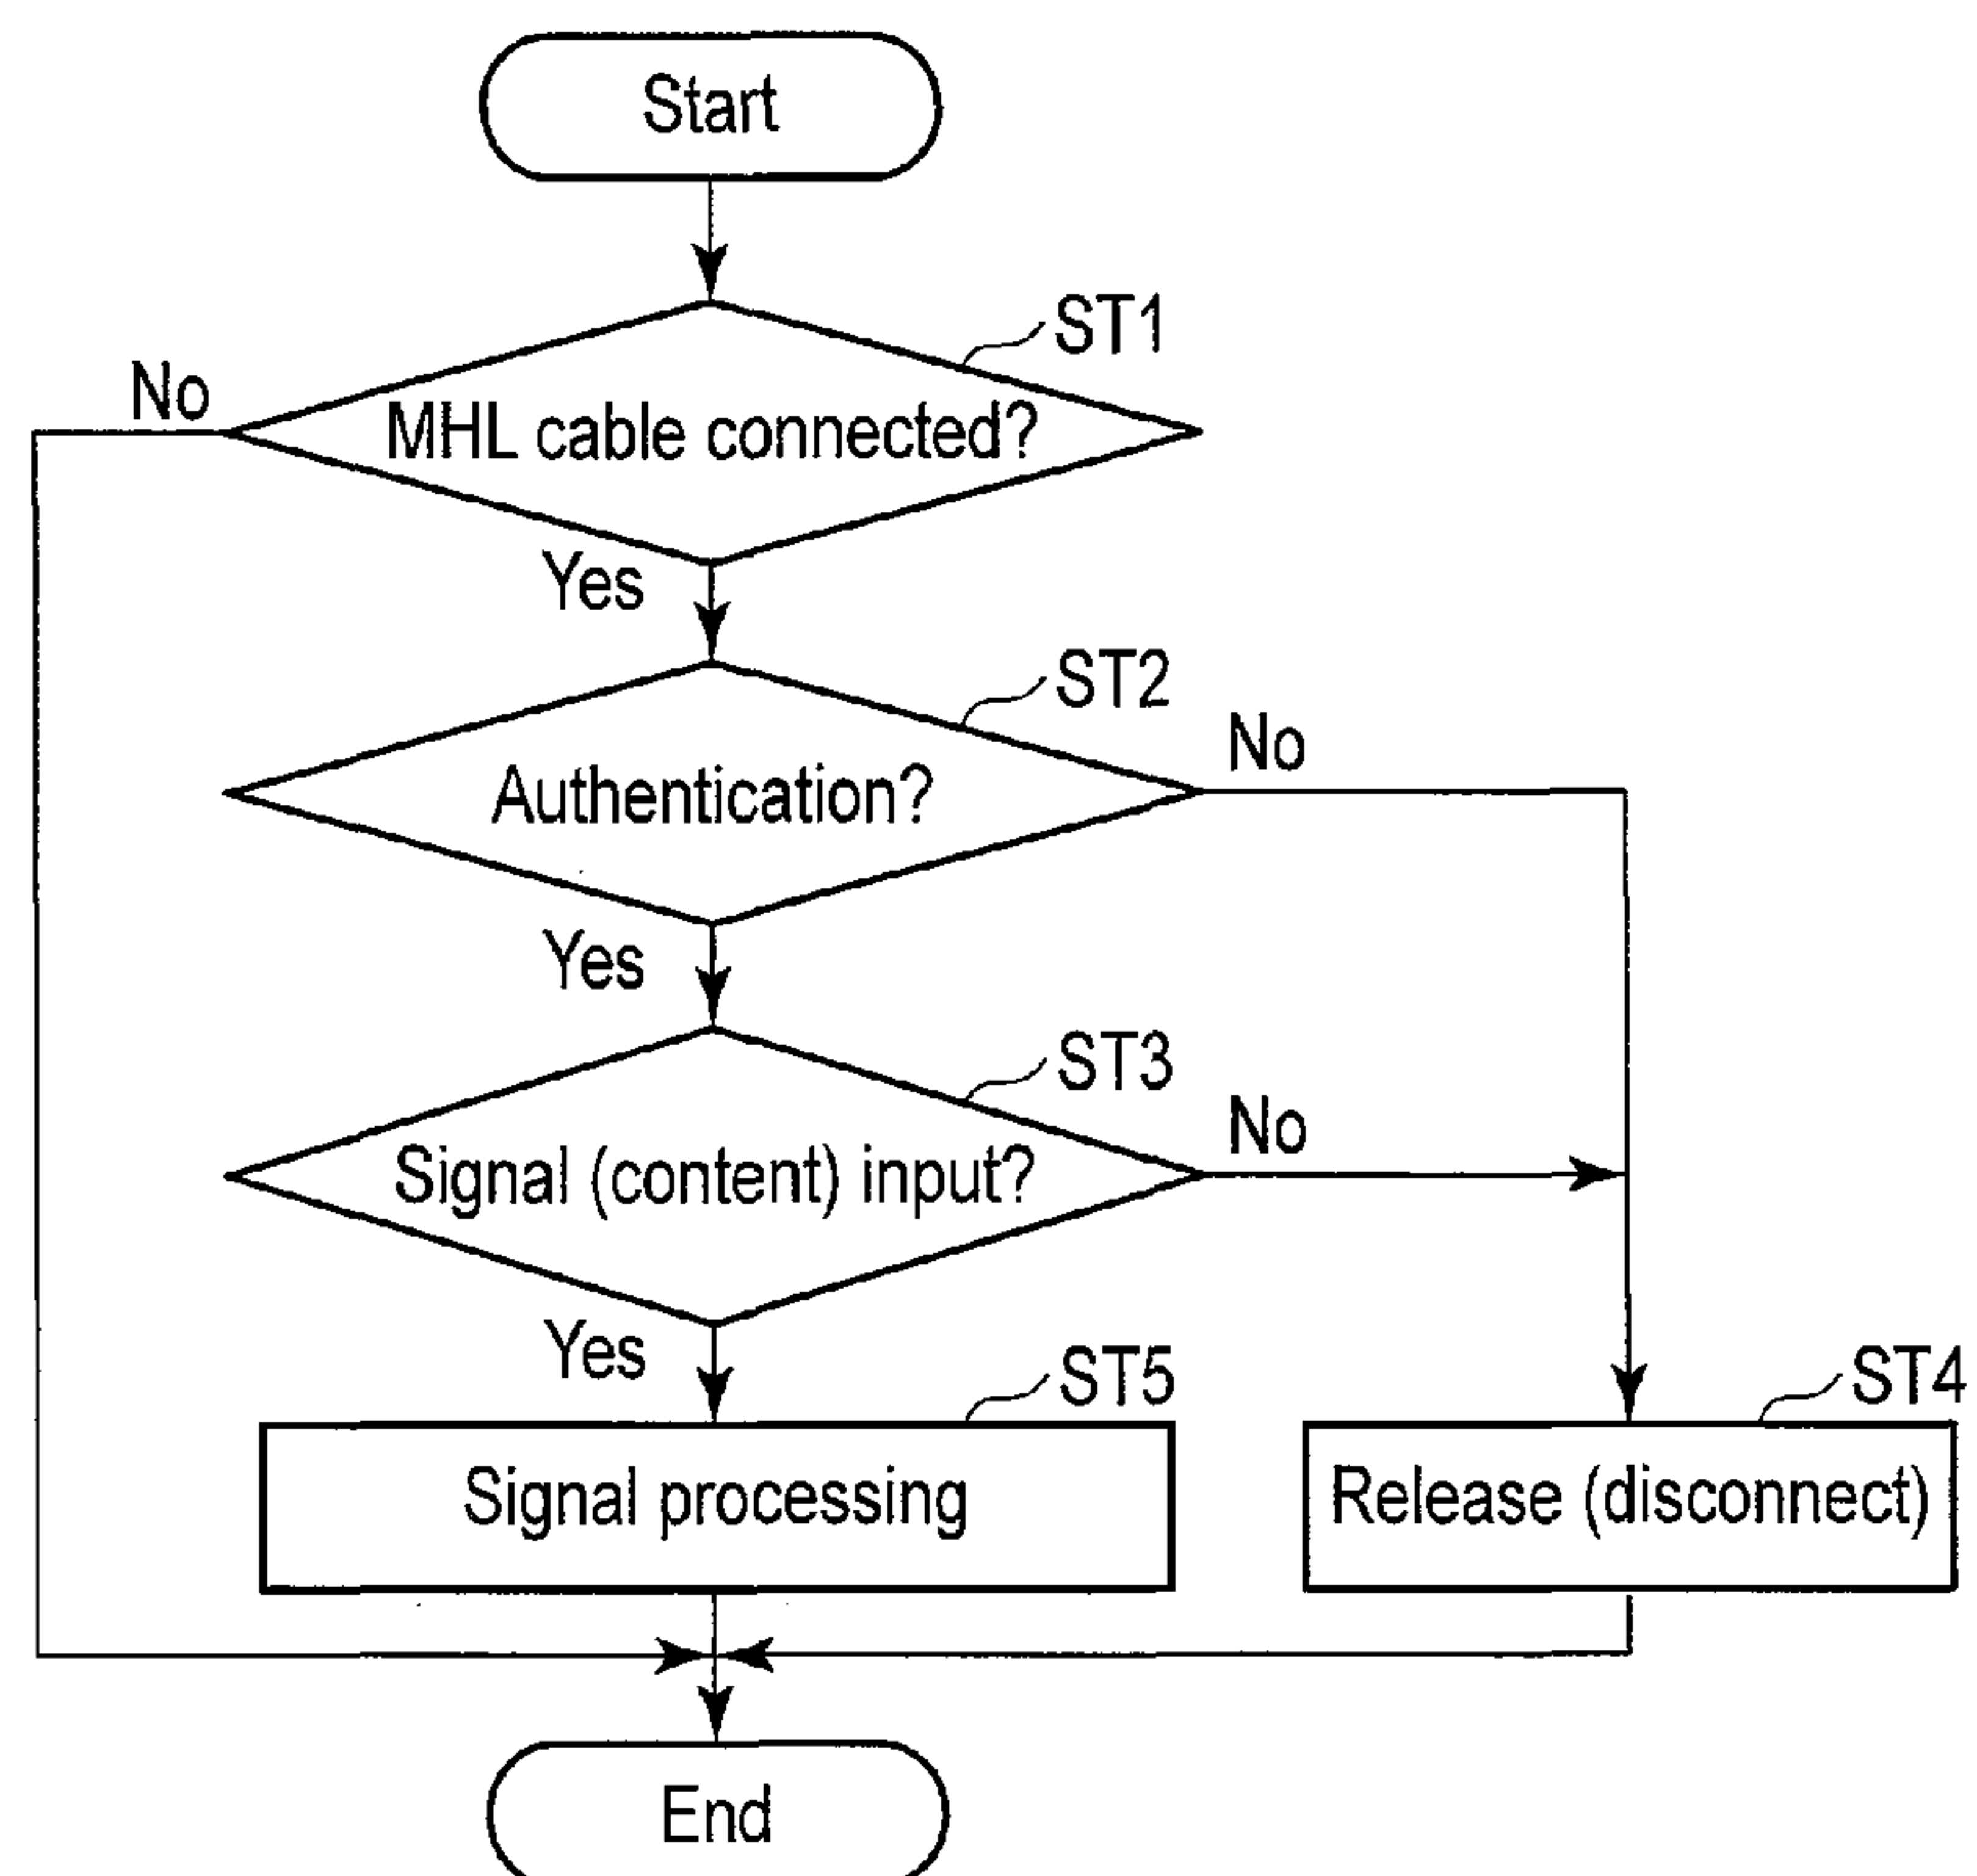 Start
ST1
No
MHL cable connected?
Yes
ST2
No
Authentication?
Yes
ST3
No
Signal (content) input?
Yes
ST5
ST4
Signal processing
Release (disconnect)
End